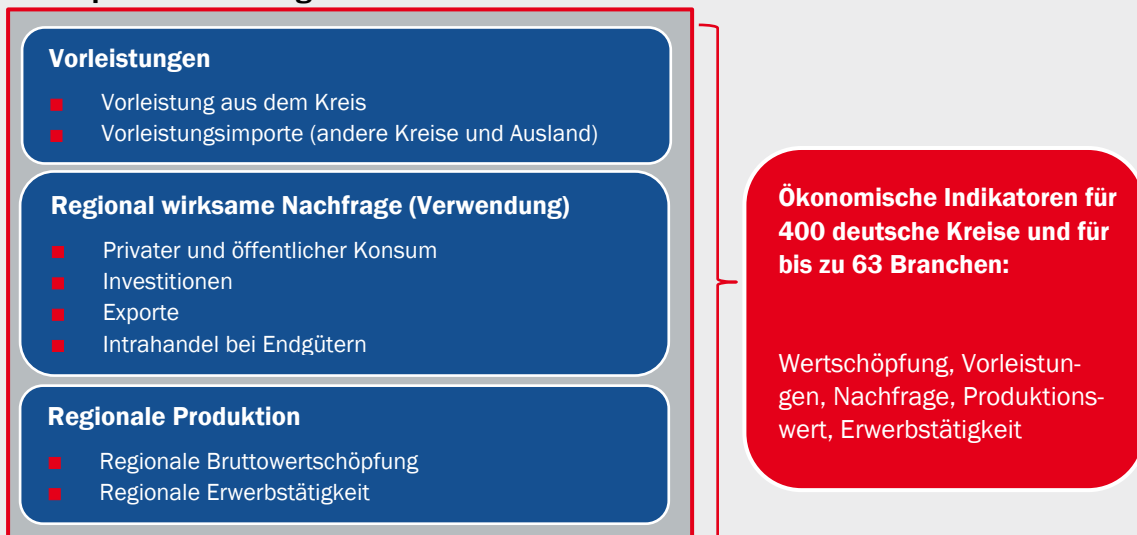 Vorleistungen
Vorleistung aus dem Kreis
Vorleistungsimporte (andere Kreise und Ausland)
Regional wirksame Nachfrage (Verwendung)
Privater und öffentlicher Konsum
Investitionen
Exporte
Intrahandel bei Endgütern
Regionale Produktion
Regionale Bruttowertschöpfung
Regionale Erwerbstätigkeit
Ökonomische Indikatoren für
400 deutsche Kreise und für
bis zu 63 Branchen:
Wertschöpfung, Vorleistun-
gen, Nachfrage, Produktions-
wert, Erwerbstätigkeit